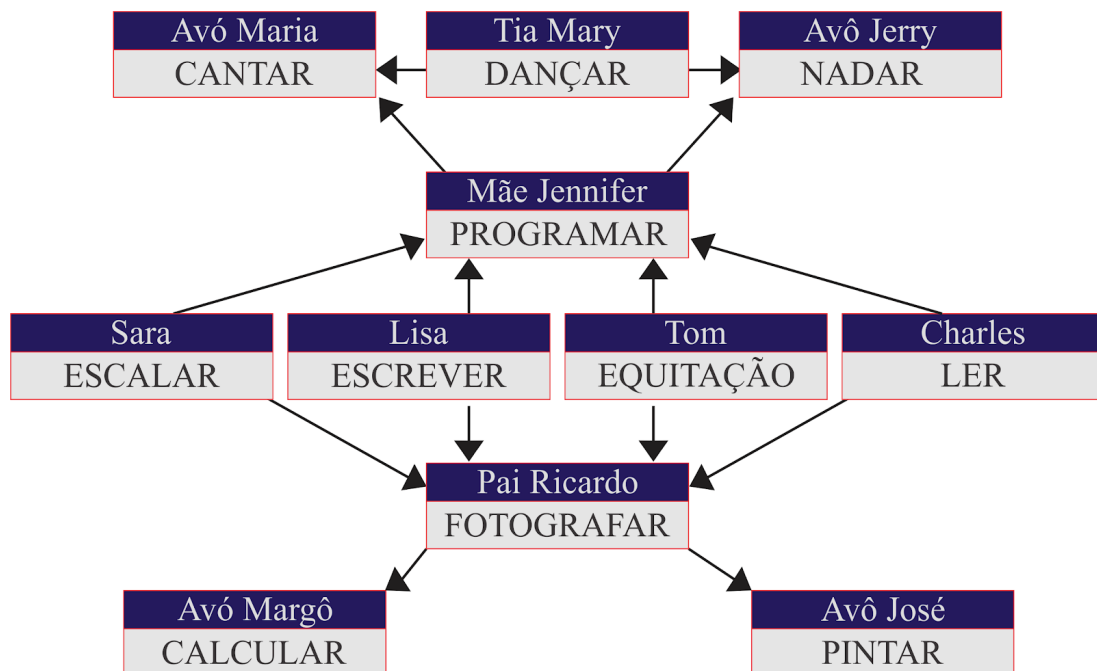 Avó Maria
CANTAR
Tia Mary
DANÇAR
Avô Jerry
NADAR
Mãe Jennifer
PROGRAMAR
Sara
ESCALAR
Lisa
ESCREVER
Tom
EQUITAÇÃO
Charles
LER
Pai Ricardo
FOTOGRAFAR
Avó Margô
CALCULAR
Avô José
PINTAR